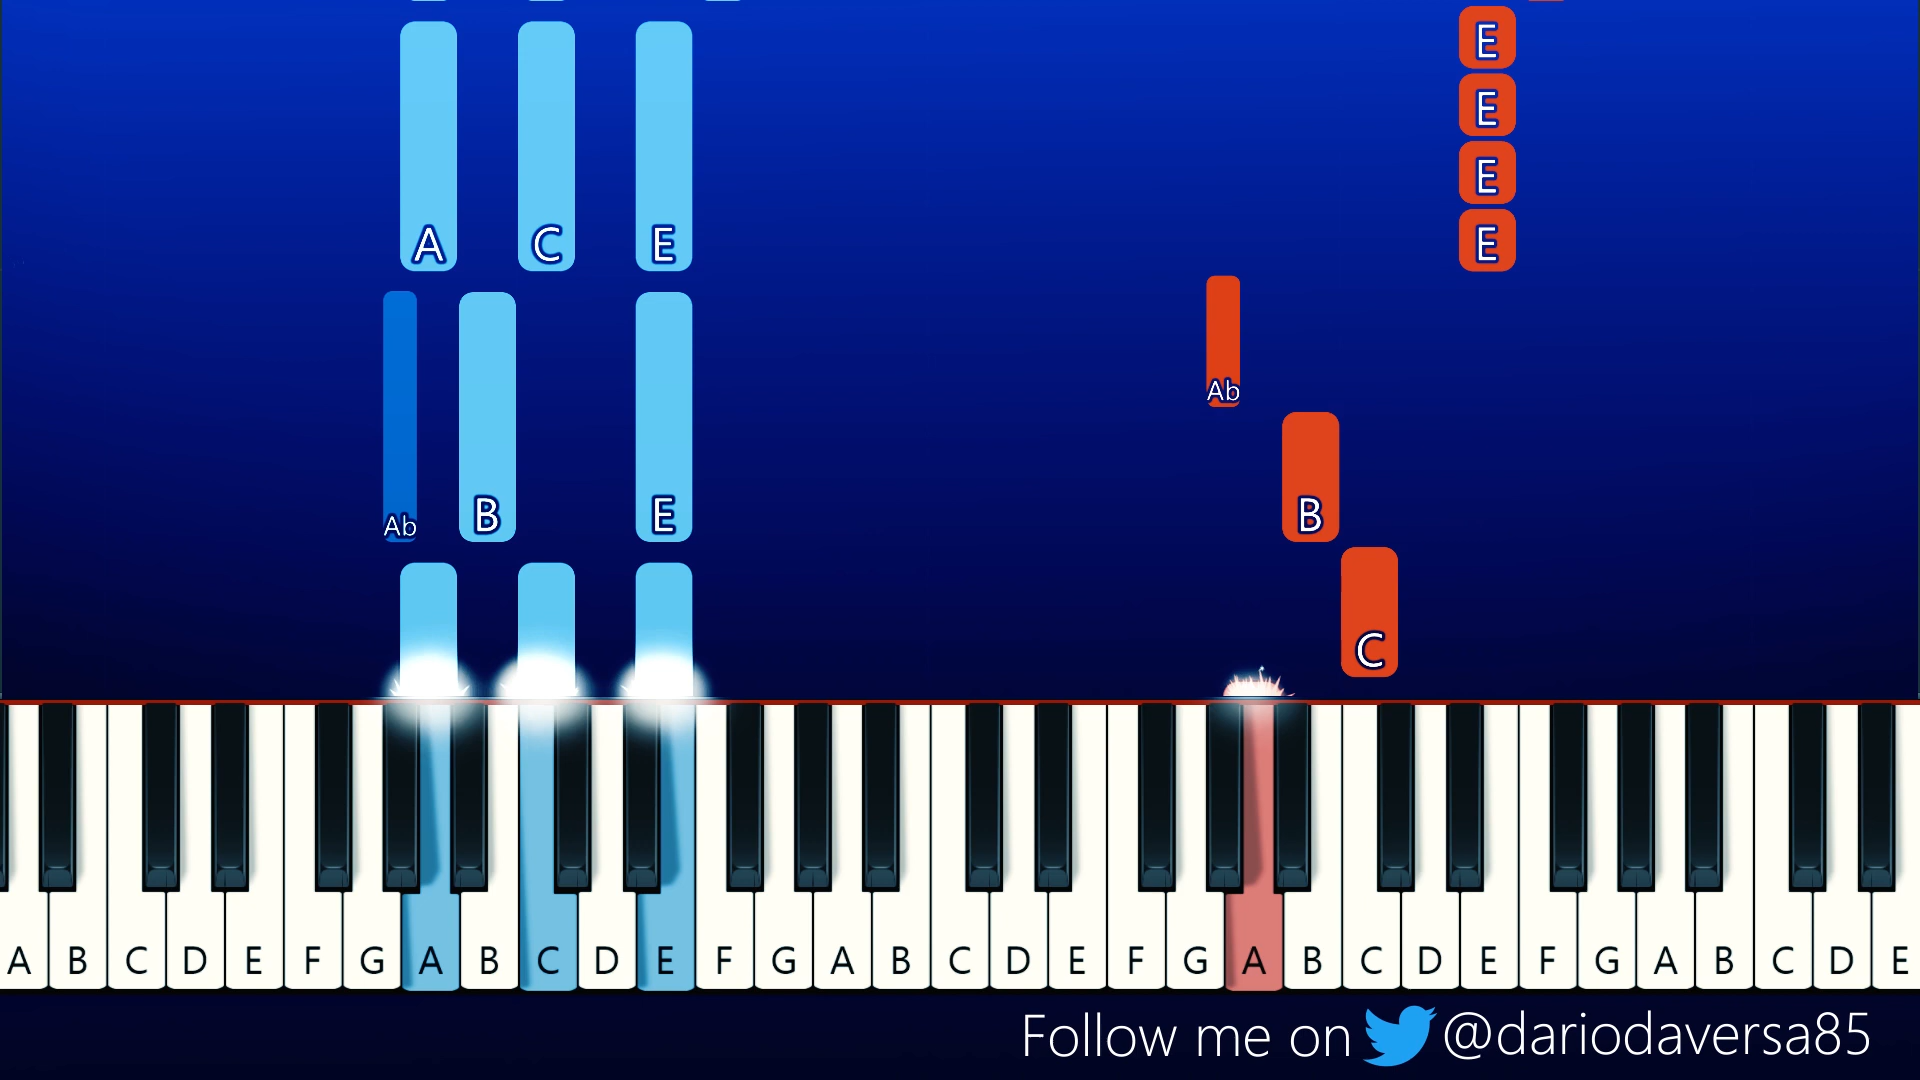 E
E
E
A C E E
Ab
Ab B E B
C
A B C D E F G A B C D E F G A B C D E F G A B C D E F G A B C D E
Follow me on @dariodaversa85